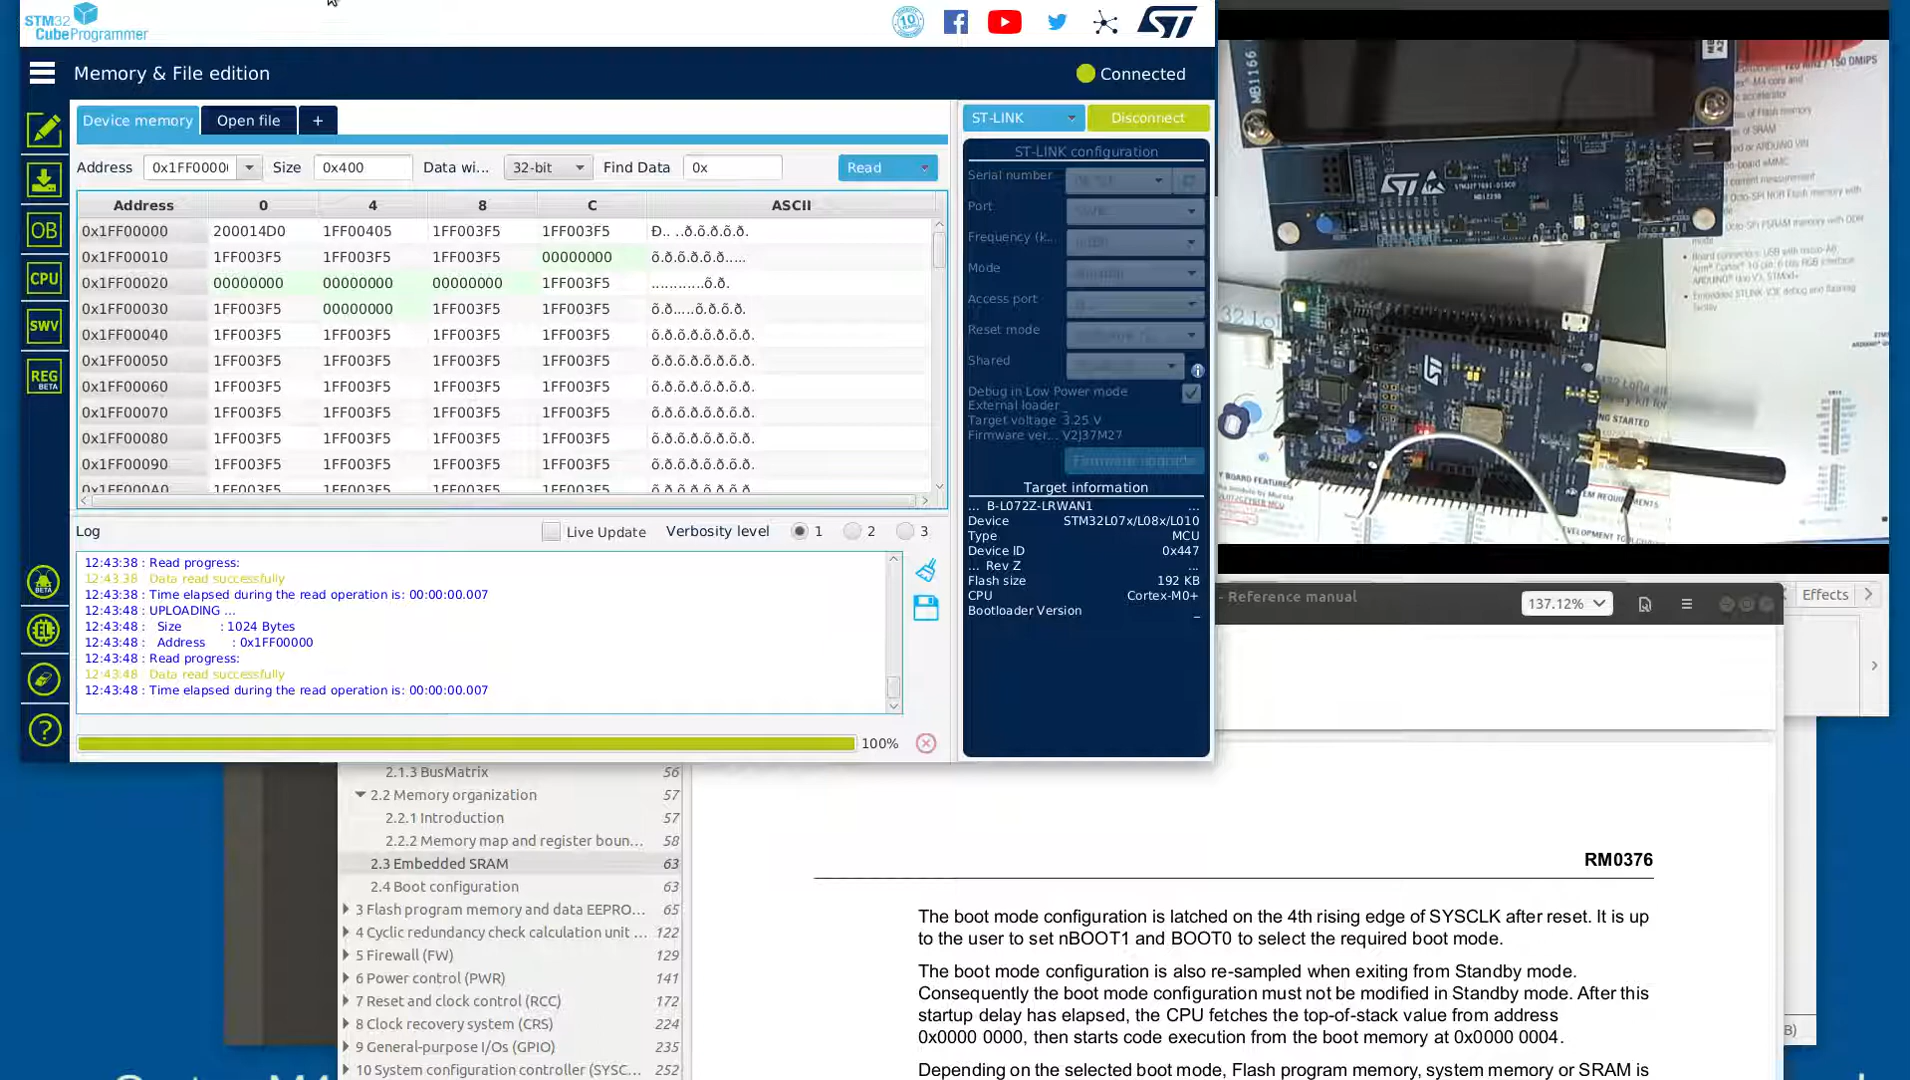 STM32
CubeProgrammer
Memory & File edition
Connected
Device memory
Open file
+
Address
0x1FF0000
Size
0x400
Data wi...
32-bit
Find Data
0x
Read
Address 0 4 8 C ASCII
0x1FF00000 200014D0 1FF00405 1FF003F5 1FF003F5 Ð.. ..ð.õ.ð.õ.ð.
0x1FF00010 1FF003F5 1FF003F5 1FF003F5 00000000 õ.ð.õ.ð.õ.ð.....
0x1FF00020 00000000 00000000 00000000 1FF003F5 ............õ.ð.
0x1FF00030 1FF003F5 00000000 1FF003F5 1FF003F5 õ.ð.....õ.ð.õ.ð.
0x1FF00040 1FF003F5 1FF003F5 1FF003F5 1FF003F5 õ.ð.õ.ð.õ.ð.õ.ð.
0x1FF00050 1FF003F5 1FF003F5 1FF003F5 1FF003F5 õ.ð.õ.ð.õ.ð.õ.ð.
0x1FF00060 1FF003F5 1FF003F5 1FF003F5 1FF003F5 õ.ð.õ.ð.õ.ð.õ.ð.
0x1FF00070 1FF003F5 1FF003F5 1FF003F5 1FF003F5 õ.ð.õ.ð.õ.ð.õ.ð.
0x1FF00080 1FF003F5 1FF003F5 1FF003F5 1FF003F5 õ.ð.õ.ð.õ.ð.õ.ð.
0x1FF00090 1FF003F5 1FF003F5 1FF003F5 1FF003F5 õ.ð.õ.ð.õ.ð.õ.ð.
0x1FF000A0 1FF003F5 1FF003F5 1FF003F5 1FF003F5 õ.ð.õ.ð.õ.ð.õ.ð.
Log
Live Update
Verbosity level
1
2
3
12:43:38 : Read progress:
12:43:38 Data read successfully
12:43:38 : Time elapsed during the read operation is: 00:00:00.007
12:43:48 : UPLOADING ...
12:43:48 : Size : 1024 Bytes
12:43:48 : Address : 0x1FF00000
12:43:48 : Read progress:
12:43:48 Data read successfully
12:43:48 : Time elapsed during the read operation is: 00:00:00.007
100%
OB
CPU
SWV
REG
BETA
BETA
EL
?
10
ST
ST-LINK
Disconnect
ST-LINK configuration
Serial number
Port
Frequency (k...
Mode
Access port
Reset mode
Shared
Debug in Low Power mode
External loader _
Target voltage 3.25 V
Firmware ver... V2J37M27
Firmware upgrade
Target information
... B-L072Z-LRWAN1 ...
Device STM32L07x/L08x/L010
Type MCU
Device ID 0x447
... Rev Z ...
Flash size 192 KB
CPU Cortex-M0+
Bootloader Version _
MB1166
- Reference manual
137.12%
Effects
2.1.3 BusMatrix 56
2.2 Memory organization 57
2.2.1 Introduction 57
2.2.2 Memory map and register boun... 58
2.3 Embedded SRAM 63
2.4 Boot configuration 63
3 Flash program memory and data EEPRO... 65
4 Cyclic redundancy check calculation unit ... 122
5 Firewall (FW) 129
6 Power control (PWR) 141
7 Reset and clock control (RCC) 172
8 Clock recovery system (CRS) 224
9 General-purpose I/Os (GPIO) 235
10 System configuration controller (SYSC... 252
RM0376
The boot mode configuration is latched on the 4th rising edge of SYSCLK after reset. It is up
to the user to set nBOOT1 and BOOT0 to select the required boot mode.
The boot mode configuration is also re-sampled when exiting from Standby mode.
Consequently the boot mode configuration must not be modified in Standby mode. After this
startup delay has elapsed, the CPU fetches the top-of-stack value from address
0x0000 0000, then starts code execution from the boot memory at 0x0000 0004.
Depending on the selected boot mode, Flash program memory, system memory or SRAM is